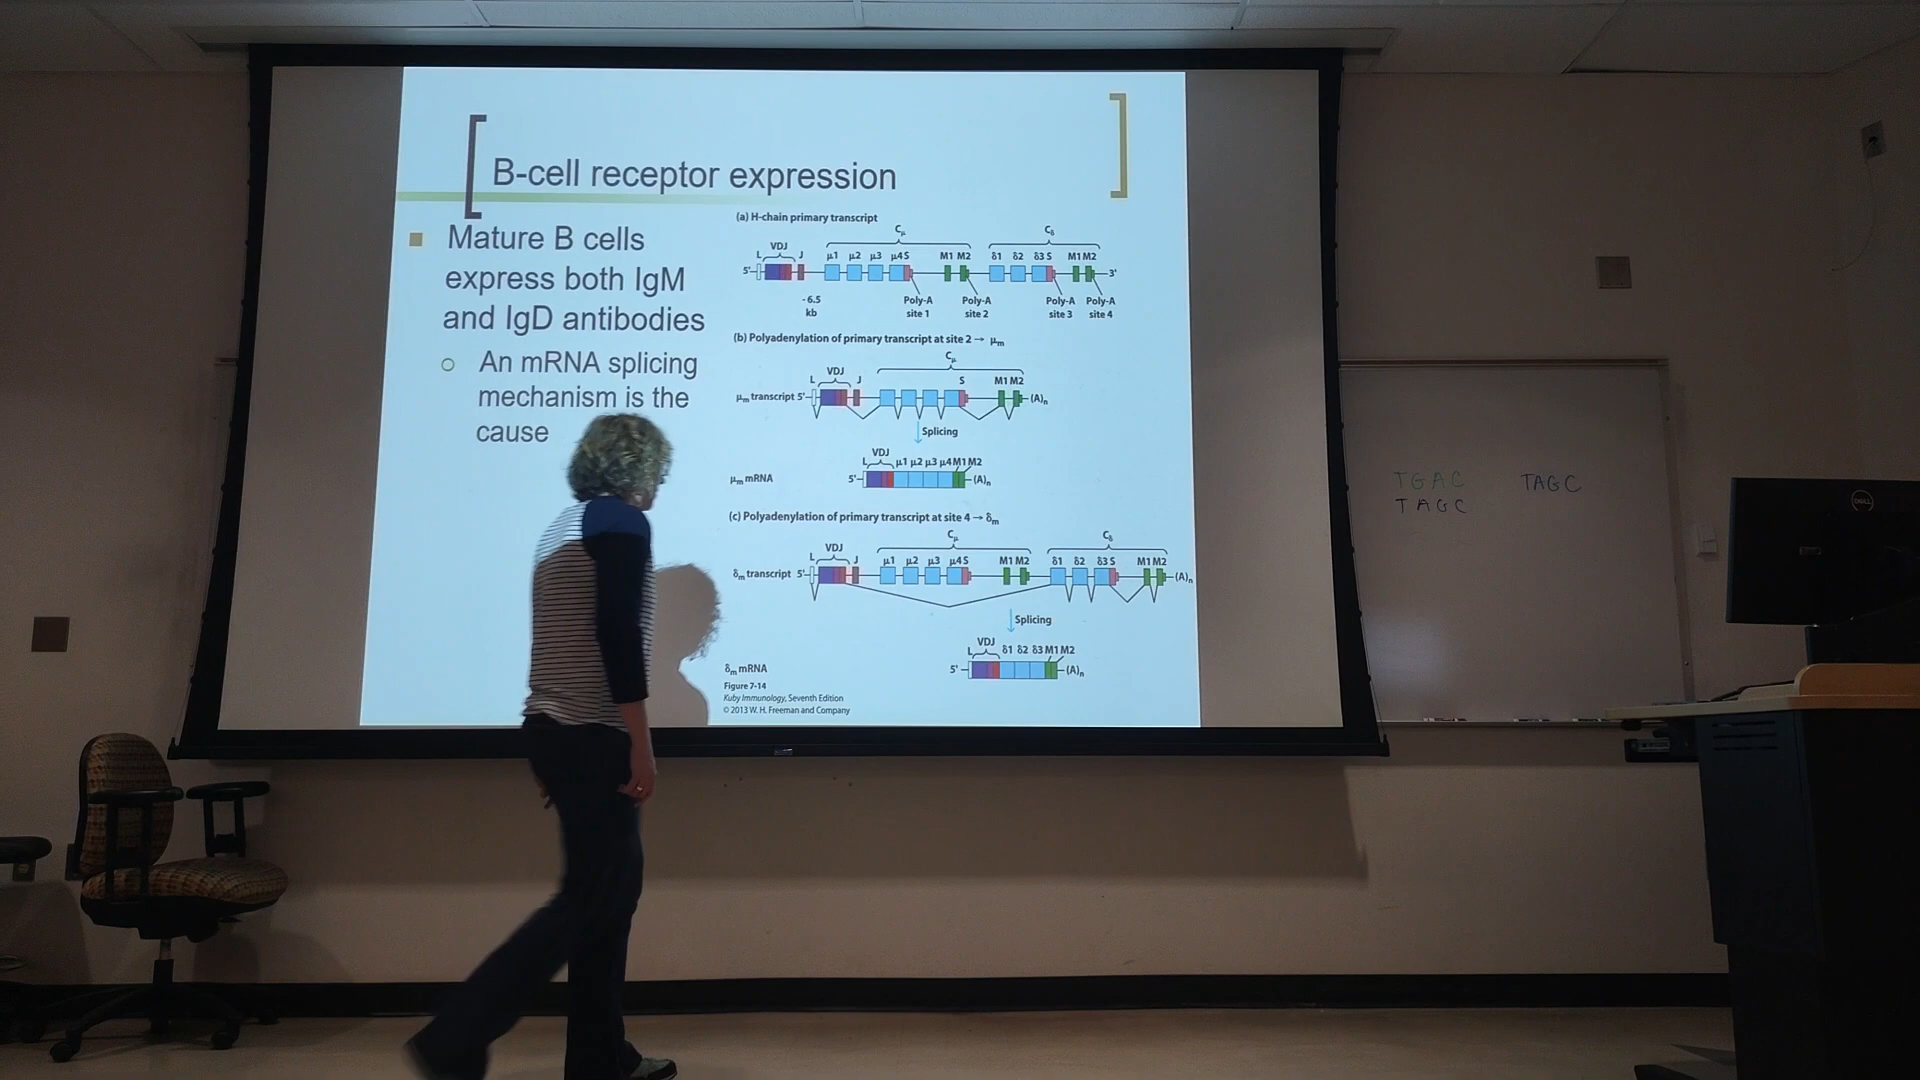 B-cell receptor expression
Mature B cells
express both IgM
and IgD antibodies
An mRNA splicing
mechanism is the
cause
(a) H-chain primary transcript
Cμ Cδ
VDJ
L J μ1 μ2 μ3 μ4 S M1 M2 δ1 δ2 δ3 S M1 M2
5' 3'
- 6.5 Poly-A Poly-A Poly-A Poly-A
kb site 1 site 2 site 3 site 4
(b) Polyadenylation of primary transcript at site 2 → μm
Cμ
VDJ
L J S M1 M2
μm transcript 5' (A)n
Splicing
VDJ
L μ1 μ2 μ3 μ4 M1 M2
μm mRNA 5' (A)n
(c) Polyadenylation of primary transcript at site 4 → δm
Cμ Cδ
VDJ
L J μ1 μ2 μ3 μ4 S M1 M2 δ1 δ2 δ3 S M1 M2
δm transcript 5' (A)n
Splicing
VDJ
L δ1 δ2 δ3 M1 M2
5' (A)n
δm mRNA
Figure 7-14
Kuby Immunology, Seventh Edition
© 2013 W. H. Freeman and Company
TGAC TAGC
TAGC
DELL